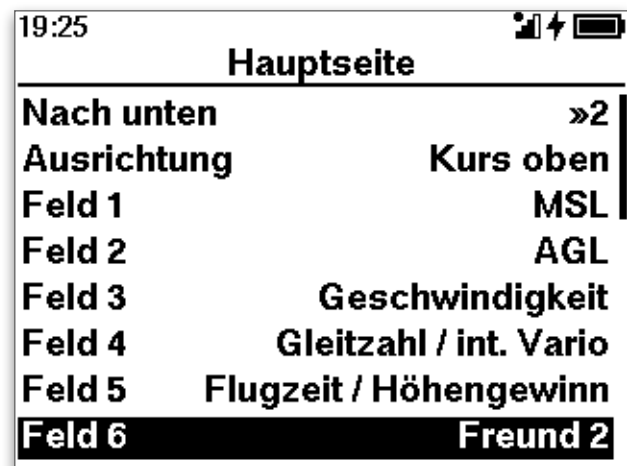 19:25
Hauptseite
Nach unten »2
Ausrichtung Kurs oben
Feld 1 MSL
Feld 2 AGL
Feld 3 Geschwindigkeit
Feld 4 Gleitzahl / int. Vario
Feld 5 Flugzeit / Höhengewinn
Feld 6 Freund 2